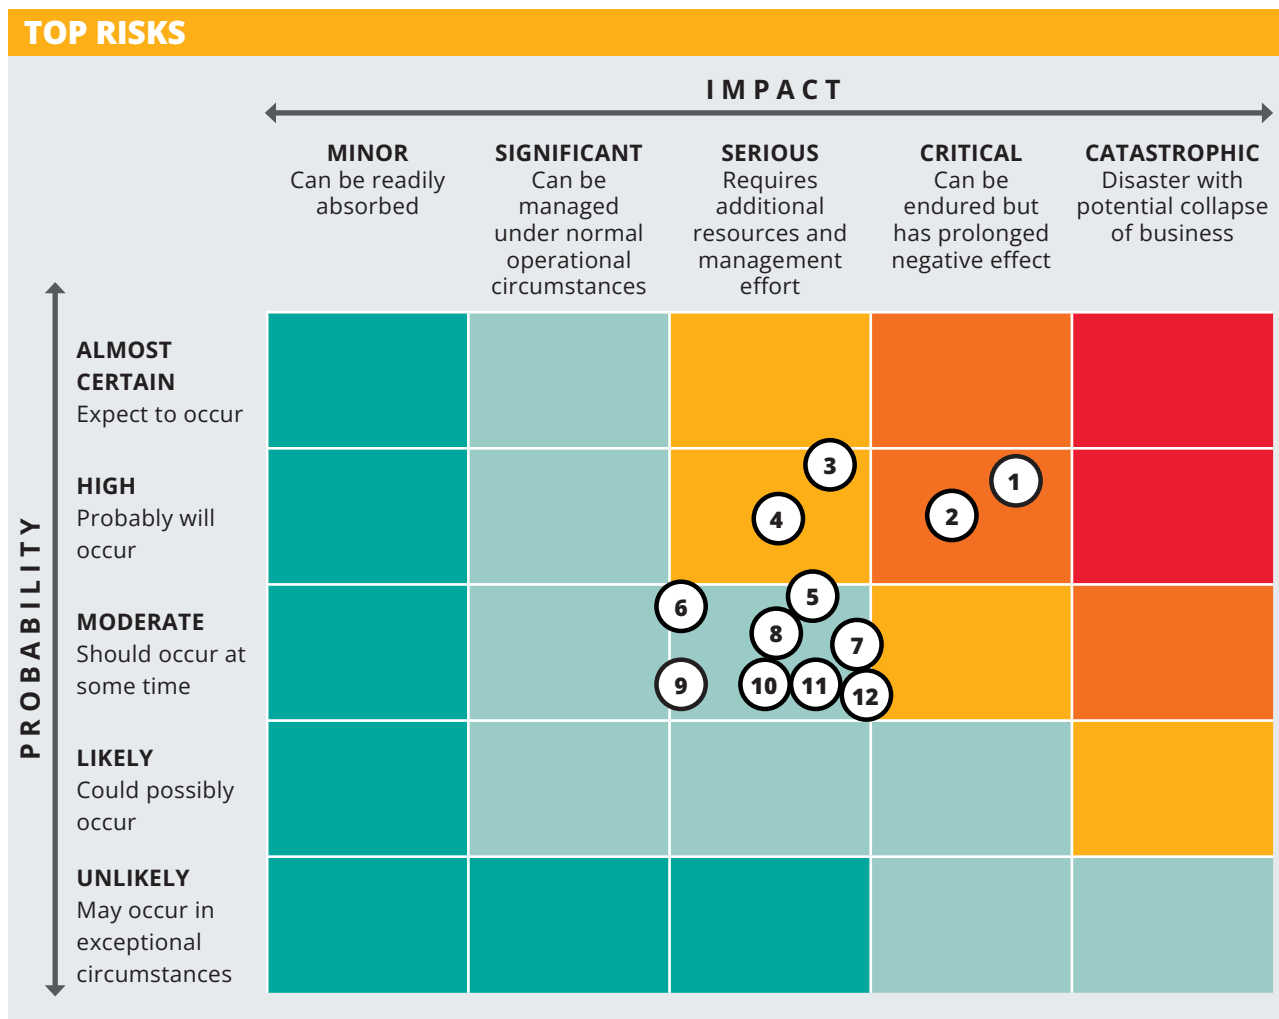 TOP RISKS
IMPACT
MINOR
Can be readily
absorbed
SIGNIFICANT
Can be
managed
under normal
operational
circumstances
SERIOUS
Requires
additional
resources and
management
effort
CRITICAL
Can be
endured but
has prolonged
negative effect
CATASTROPHIC
Disaster with
potential collapse
of business
PROBABILITY
ALMOST
CERTAIN
Expect to occur
HIGH
Probably will
occur
MODERATE
Should occur at
some time
LIKELY
Could possibly
occur
UNLIKELY
May occur in
exceptional
circumstances
3
1
4
2
6
5
8
7
9
10
11
12